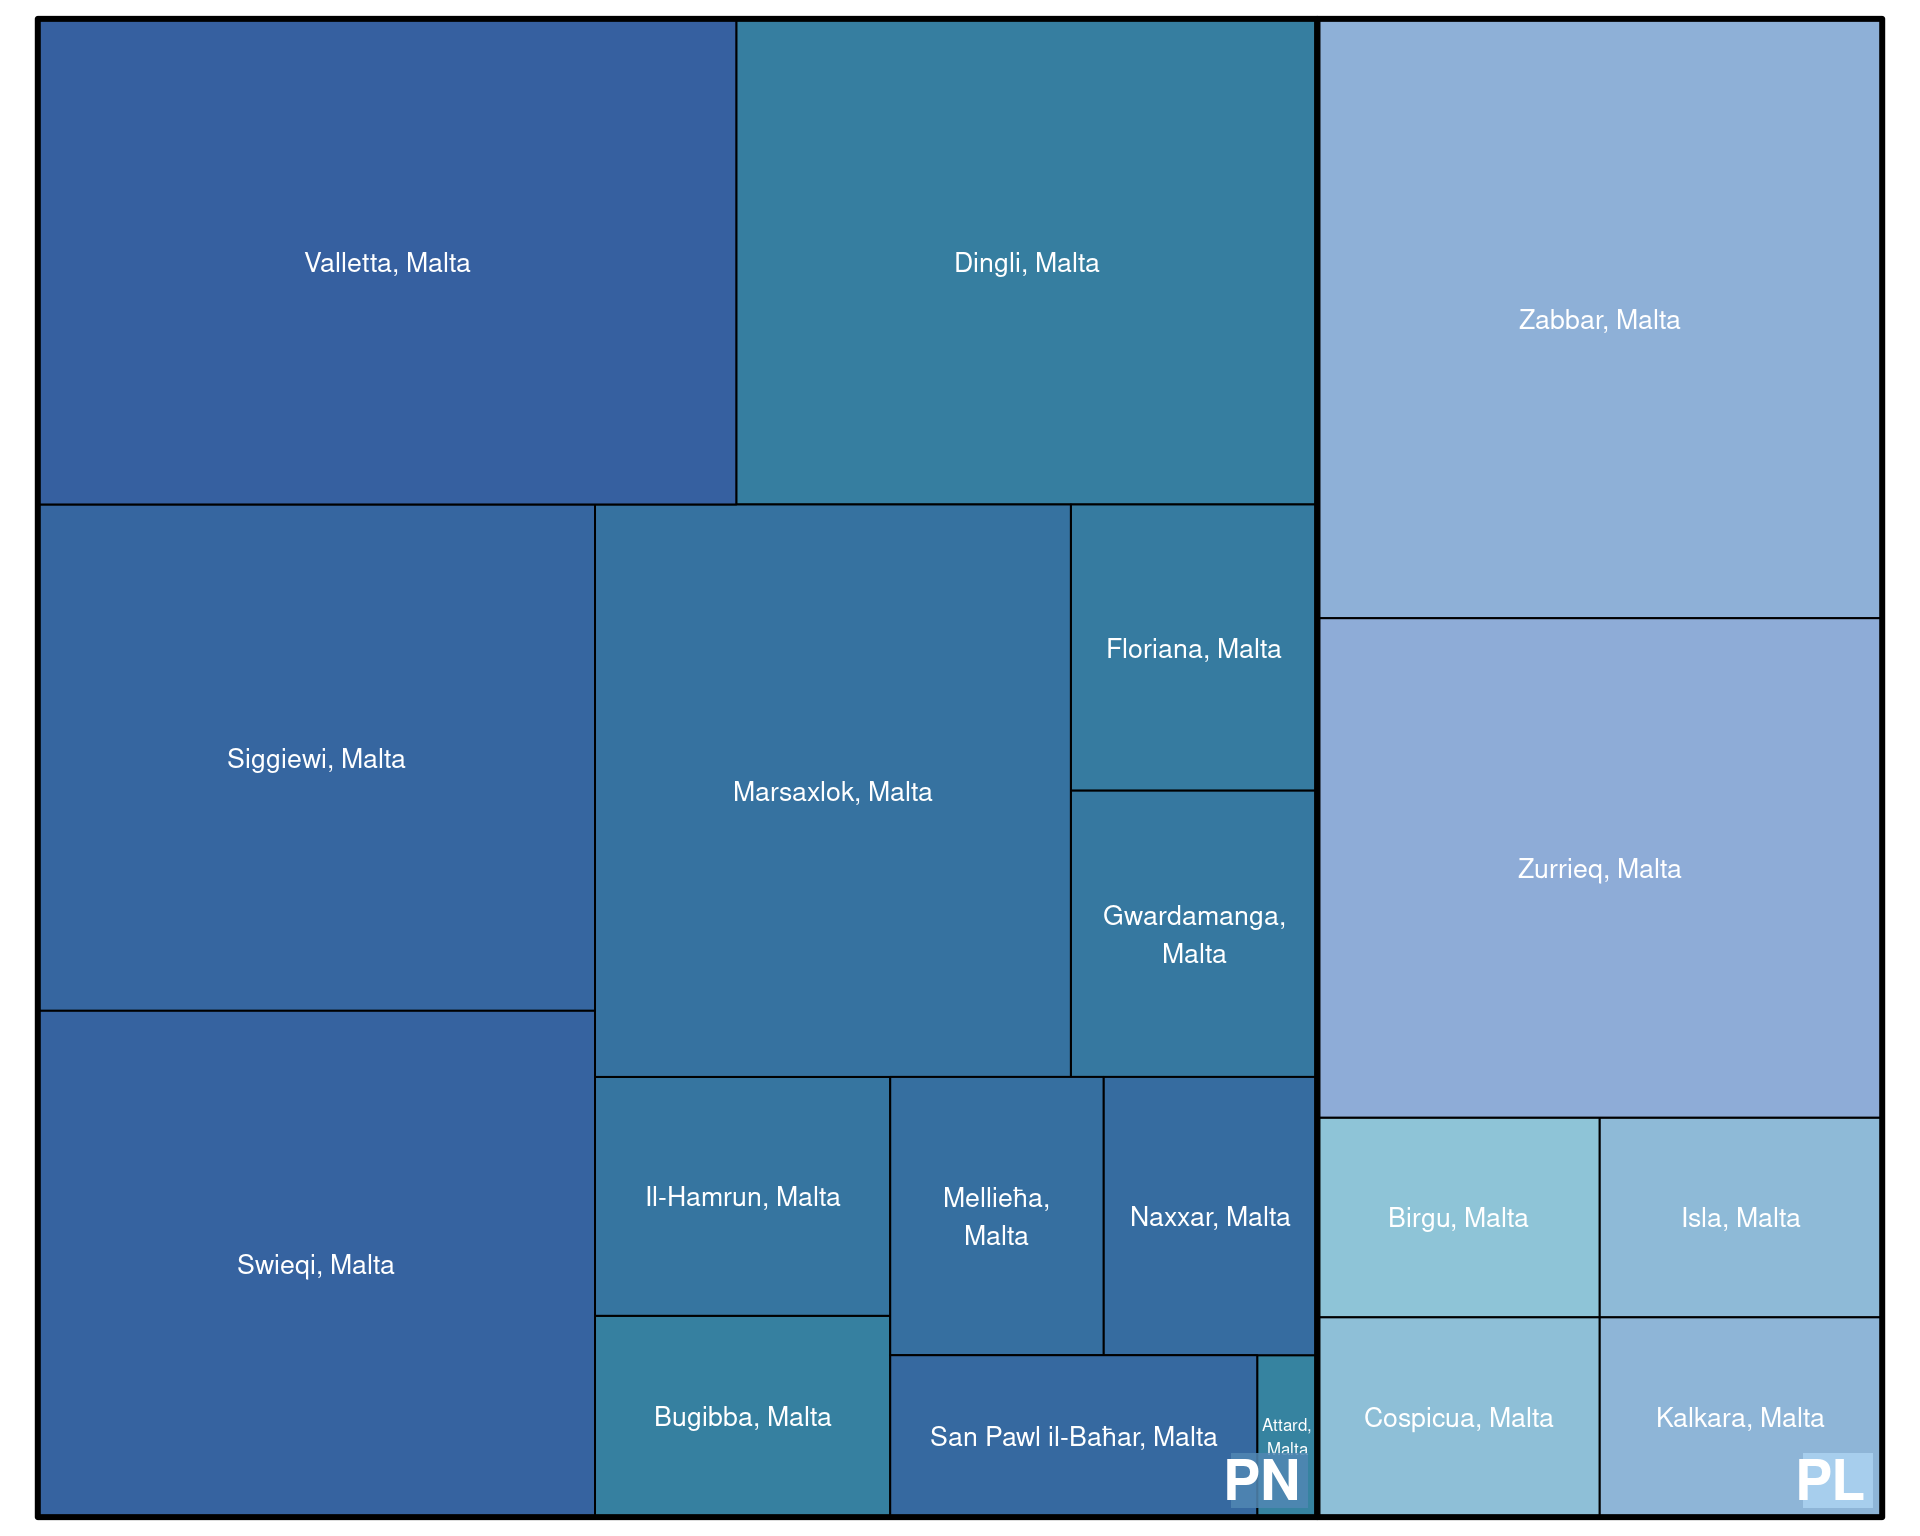 Valletta, Malta
Dingli, Malta
Zabbar, Malta
Siggiewi, Malta
Marsaxlok, Malta
Floriana, Malta
Gwardamanga,
Malta
Zurrieq, Malta
Swieqi, Malta
Il-Hamrun, Malta
Mellieħa,
Malta
Naxxar, Malta
Birgu, Malta
Isla, Malta
Bugibba, Malta
San Pawl il-Baħar, Malta
Attard,
Malta
PN
Cospicua, Malta
Kalkara, Malta
PL